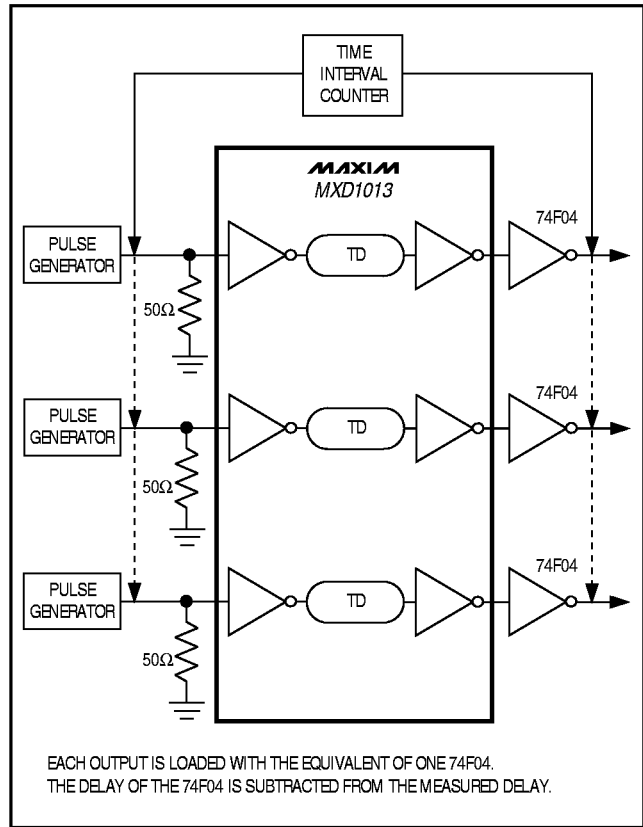 TIME
INTERVAL
COUNTER
MAXIM
MXD1013
74F04
PULSE
GENERATOR
TD
50Ω
74F04
PULSE
GENERATOR
TD
50Ω
74F04
PULSE
GENERATOR
TD
50Ω
EACH OUTPUT IS LOADED WITH THE EQUIVALENT OF ONE 74F04.
THE DELAY OF THE 74F04 IS SUBTRACTED FROM THE MEASURED DELAY.